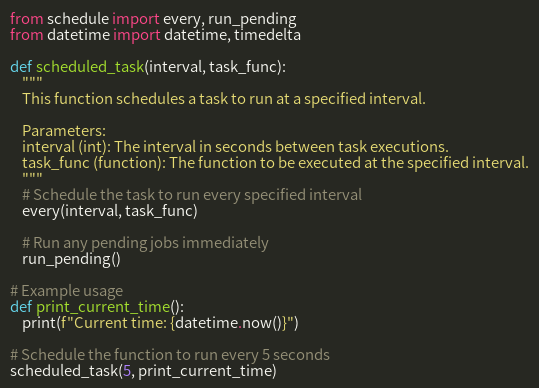 from schedule import every, run_pending
from datetime import datetime, timedelta

def scheduled_task(interval, task_func):
    """
    This function schedules a task to run at a specified interval.

    Parameters:
    interval (int): The interval in seconds between task executions.
    task_func (function): The function to be executed at the specified interval.
    """
    # Schedule the task to run every specified interval
    every(interval, task_func)

    # Run any pending jobs immediately
    run_pending()

# Example usage
def print_current_time():
    print(f"Current time: {datetime.now()}")

# Schedule the function to run every 5 seconds
scheduled_task(5, print_current_time)